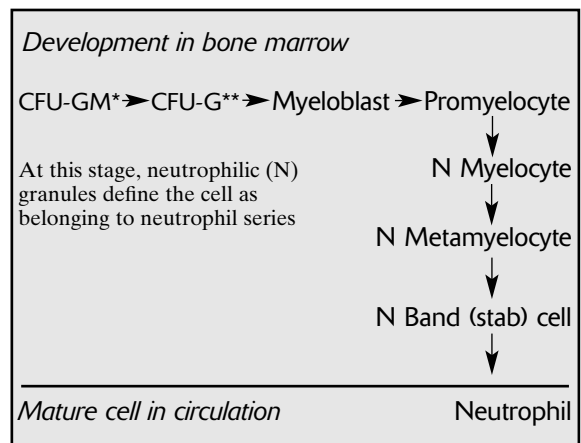 Development in bone marrow
CFU-GM* CFU-G** Myeloblast Promyelocyte
At this stage, neutrophilic (N)
granules define the cell as
belonging to neutrophil series
N Myelocyte
N Metamyelocyte
N Band (stab) cell
Mature cell in circulation Neutrophil